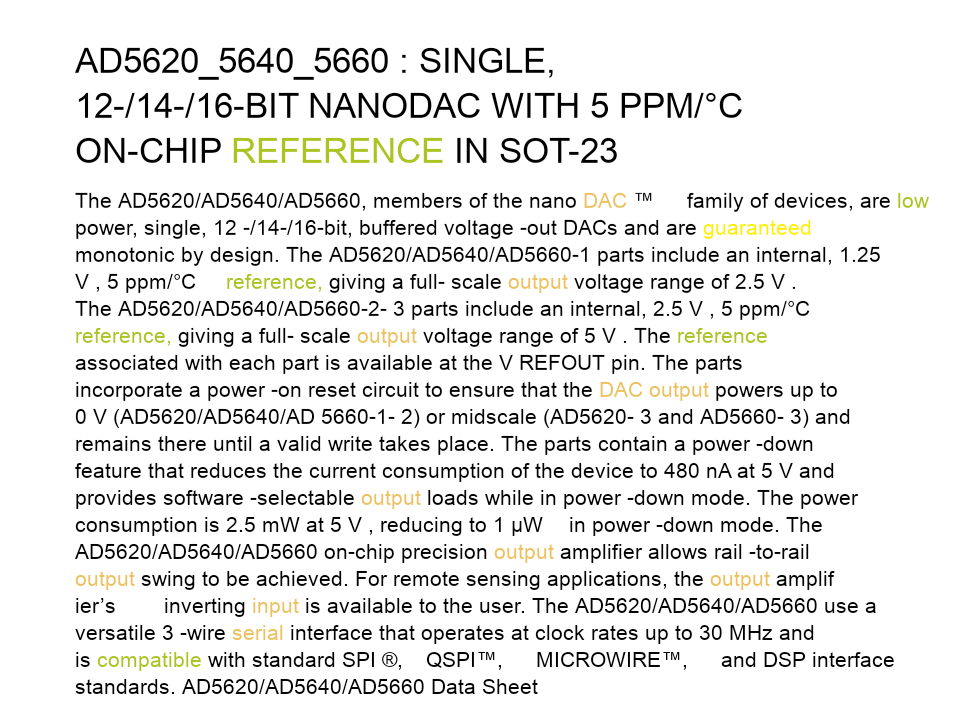 AD5620_5640_5660 : SINGLE,
12-/14-/16-BIT NANODAC WITH 5 PPM/°C
ON-CHIP REFERENCE IN SOT-23
The AD5620/AD5640/AD5660, members of the nano DAC ™ family of devices, are low
power, single, 12 -/14-/16-bit, buffered voltage -out DACs and are guaranteed
monotonic by design. The AD5620/AD5640/AD5660-1 parts include an internal, 1.25
V , 5 ppm/°C reference, giving a full- scale output voltage range of 2.5 V .
The AD5620/AD5640/AD5660-2- 3 parts include an internal, 2.5 V , 5 ppm/°C
reference, giving a full- scale output voltage range of 5 V . The reference
associated with each part is available at the V REFOUT pin. The parts
incorporate a power -on reset circuit to ensure that the DAC output powers up to
0 V (AD5620/AD5640/AD 5660-1- 2) or midscale (AD5620- 3 and AD5660- 3) and
remains there until a valid write takes place. The parts contain a power -down
feature that reduces the current consumption of the device to 480 nA at 5 V and
provides software -selectable output loads while in power -down mode. The power
consumption is 2.5 mW at 5 V , reducing to 1 µW in power -down mode. The
AD5620/AD5640/AD5660 on-chip precision output amplifier allows rail -to-rail
output swing to be achieved. For remote sensing applications, the output amplif
ier’s inverting input is available to the user. The AD5620/AD5640/AD5660 use a
versatile 3 -wire serial interface that operates at clock rates up to 30 MHz and
is compatible with standard SPI ®, QSPI™, MICROWIRE™, and DSP interface
standards. AD5620/AD5640/AD5660 Data Sheet